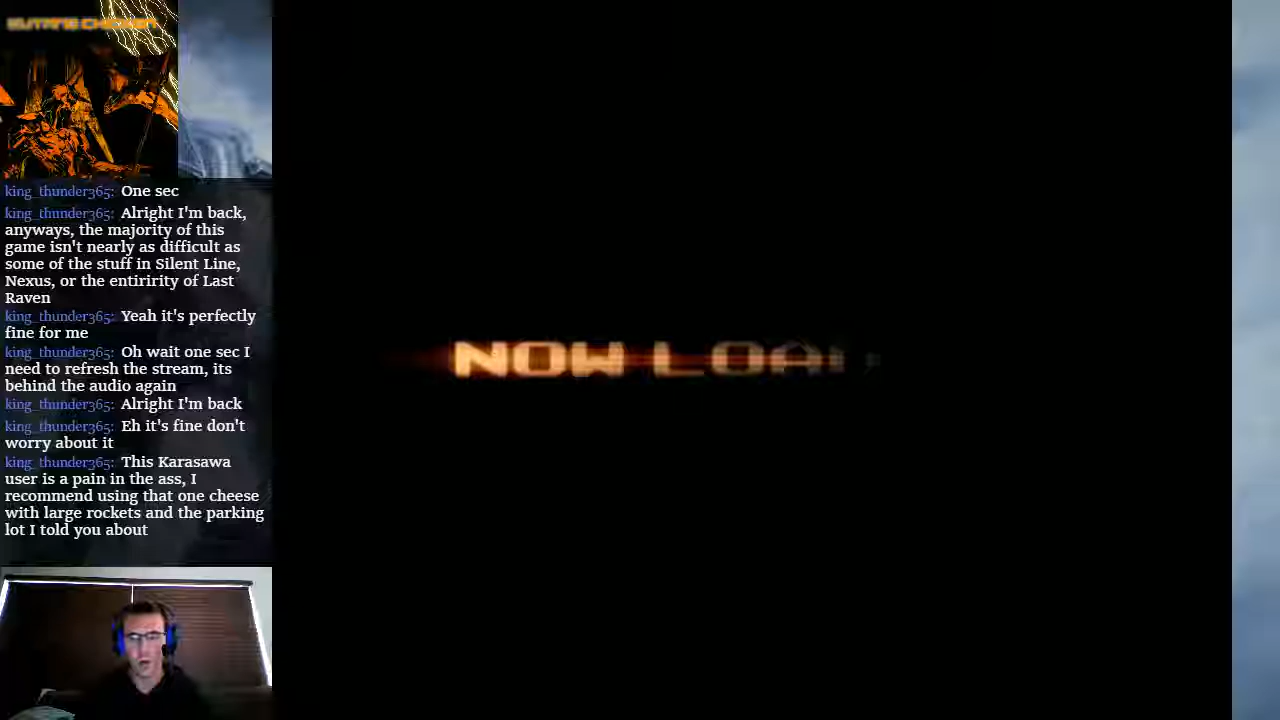 king_thunder365: One sec
king_thunder365: Alright I'm back,
anyways, the majority of this
game isn't nearly as difficult as
some of the stuff in Silent Line,
Nexus, or the entiririty of Last
Raven
king_thunder365: Yeah it's perfectly
fine for me
king_thunder365: Oh wait one sec I
need to refresh the stream, its
behind the audio again
king_thunder365: Alright I'm back
king_thunder365: Eh it's fine don't
worry about it
king_thunder365: This Karasawa
user is a pain in the ass, I
recommend using that one cheese
with large rockets and the parking
lot I told you about
NOW LOA